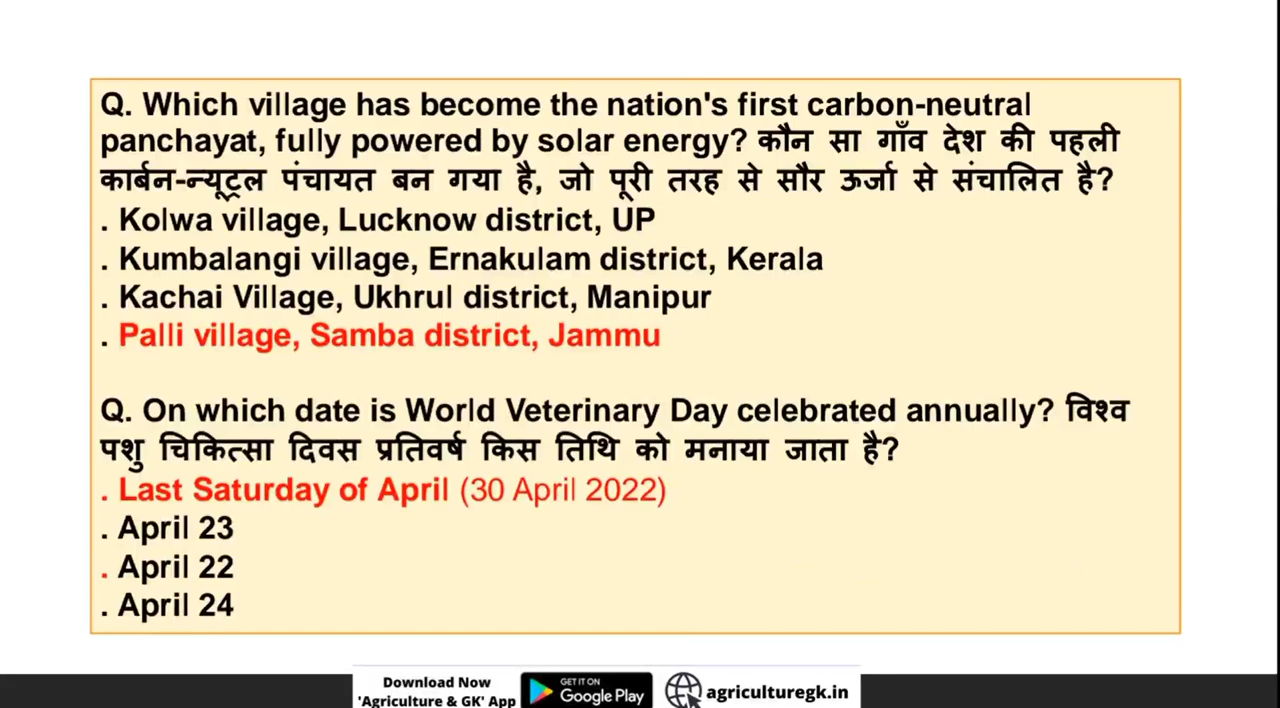 Q. Which village has become the nation's first carbon-neutral
panchayat, fully powered by solar energy? कौन सा गाँव देश की पहली
कार्बन-न्यूट्रल पंचायत बन गया है, जो पूरी तरह से सौर ऊर्जा से संचालित है?
. Kolwa village, Lucknow district, UP
. Kumbalangi village, Ernakulam district, Kerala
. Kachai Village, Ukhrul district, Manipur
. Palli village, Samba district, Jammu
Q. On which date is World Veterinary Day celebrated annually? विश्व
पशु चिकित्सा दिवस प्रतिवर्ष किस तिथि को मनाया जाता है?
. Last Saturday of April (30 April 2022)
. April 23
. April 22
. April 24
Download Now
'Agriculture & GK' App
GET IT ON
Google Play
agriculturegk.in